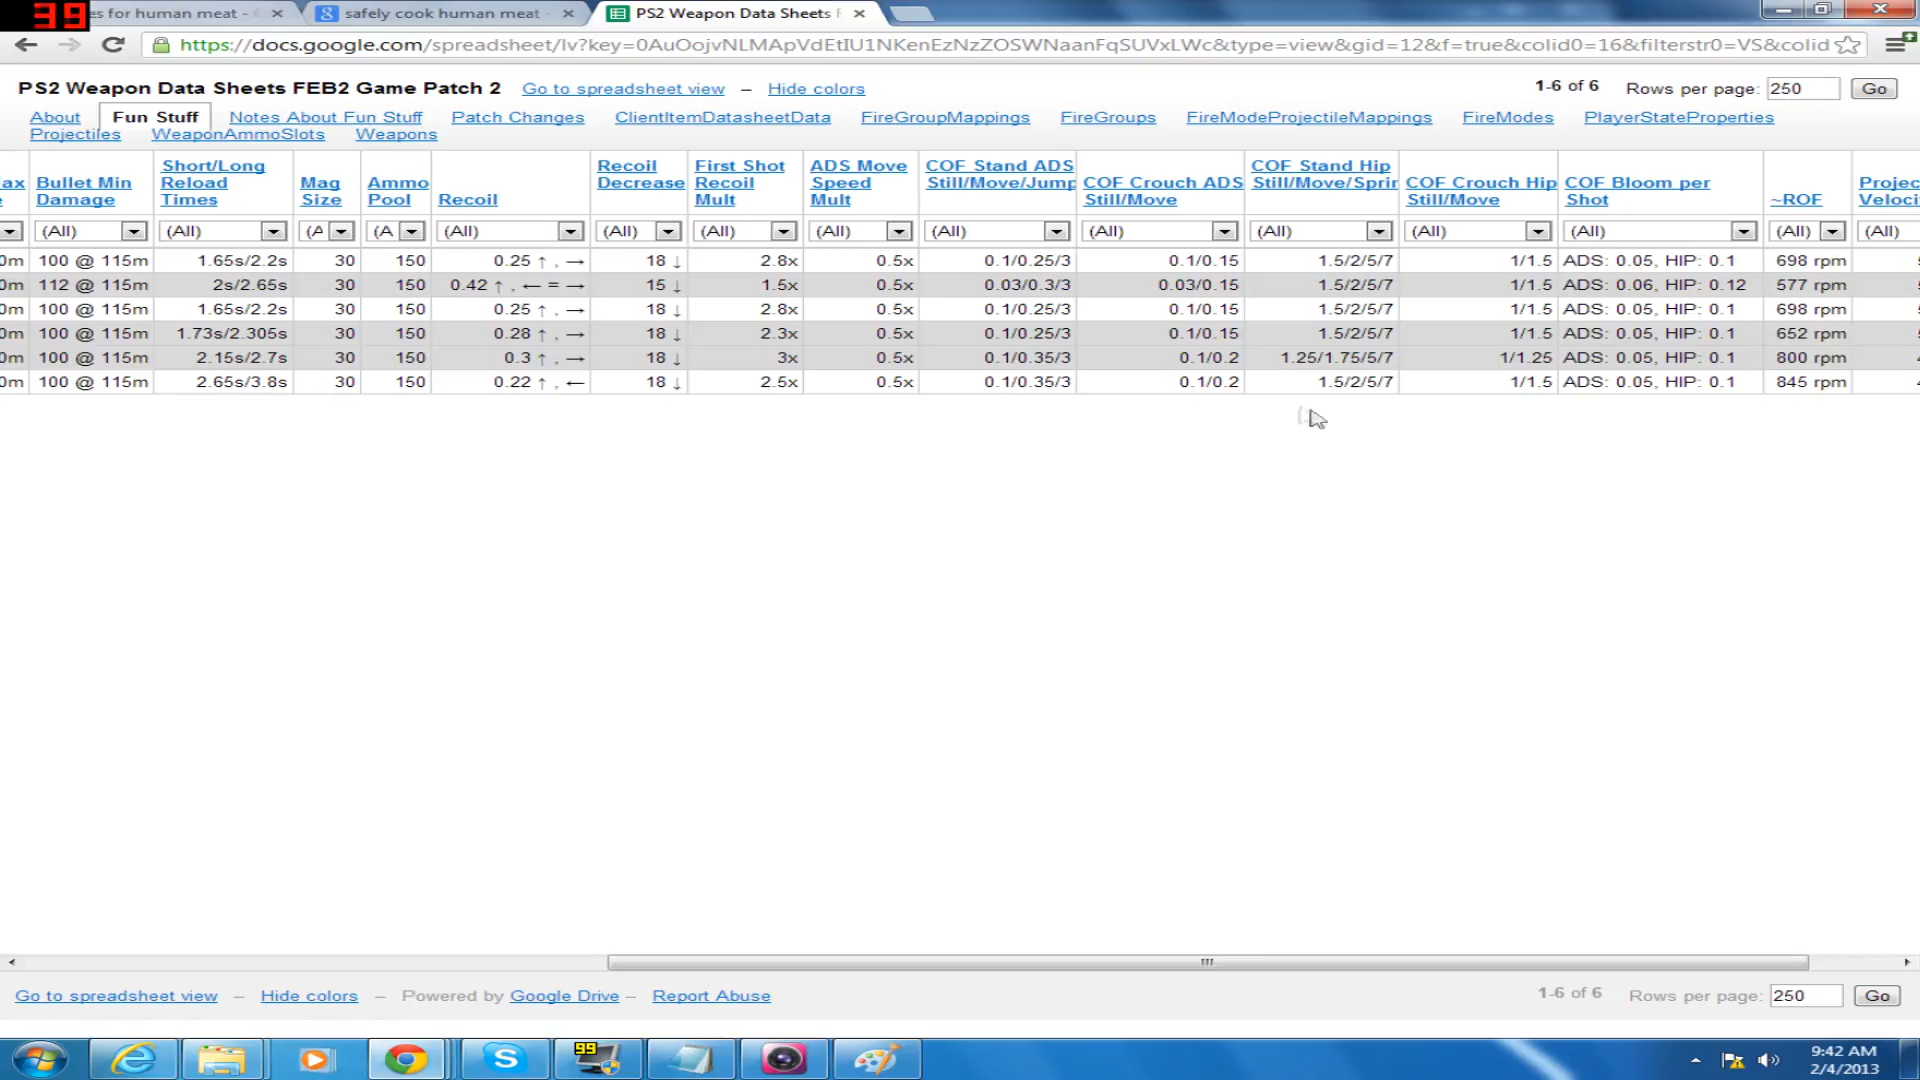 39
es for human meat -
safely cook human meat -
PS2 Weapon Data Sheets F
https://docs.google.com/spreadsheet/lv?key=0AuOojvNLMApVdEtIU1NKenEzNzZOSWNaanFqSUVxLWc&type=view&gid=12&f=true&colid0=16&filterstr0=VS&colid
PS2 Weapon Data Sheets FEB2 Game Patch 2 Go to spreadsheet view – Hide colors
1-6 of 6 Rows per page: 250 Go
About Fun Stuff Notes About Fun Stuff Patch Changes ClientItemDatasheetData FireGroupMappings FireGroups FireModeProjectileMappings FireModes PlayerStateProperties
Projectiles WeaponAmmoSlots Weapons
ax Bullet Min Damage Short/Long Reload Times Mag Size Ammo Pool Recoil Recoil Decrease First Shot Recoil Mult ADS Move Speed Mult COF Stand ADS Still/Move/Jump COF Crouch ADS Still/Move COF Stand Hip Still/Move/Sprin COF Crouch Hip Still/Move COF Bloom per Shot ~ROF Projec Veloci
(All) (All) (A (A (All) (All) (All) (All) (All) (All) (All) (All) (All) (All) (All)
0m 100 @ 115m 1.65s/2.2s 30 150 0.25 ↑ , → 18 ↓ 2.8x 0.5x 0.1/0.25/3 0.1/0.15 1.5/2/5/7 1/1.5 ADS: 0.05, HIP: 0.1 698 rpm
0m 112 @ 115m 2s/2.65s 30 150 0.42 ↑ , ← = → 15 ↓ 1.5x 0.5x 0.03/0.3/3 0.03/0.15 1.5/2/5/7 1/1.5 ADS: 0.06, HIP: 0.12 577 rpm
0m 100 @ 115m 1.65s/2.2s 30 150 0.25 ↑ , → 18 ↓ 2.8x 0.5x 0.1/0.25/3 0.1/0.15 1.5/2/5/7 1/1.5 ADS: 0.05, HIP: 0.1 698 rpm
0m 100 @ 115m 1.73s/2.305s 30 150 0.28 ↑ , → 18 ↓ 2.3x 0.5x 0.1/0.25/3 0.1/0.15 1.5/2/5/7 1/1.5 ADS: 0.05, HIP: 0.1 652 rpm
0m 100 @ 115m 2.15s/2.7s 30 150 0.3 ↑ , → 18 ↓ 3x 0.5x 0.1/0.35/3 0.1/0.2 1.25/1.75/5/7 1/1.25 ADS: 0.05, HIP: 0.1 800 rpm
0m 100 @ 115m 2.65s/3.8s 30 150 0.22 ↑ , ← 18 ↓ 2.5x 0.5x 0.1/0.35/3 0.1/0.2 1.5/2/5/7 1/1.5 ADS: 0.05, HIP: 0.1 845 rpm
Go to spreadsheet view – Hide colors – Powered by Google Drive – Report Abuse
1-6 of 6 Rows per page: 250 Go
99
9:42 AM
2/4/2013